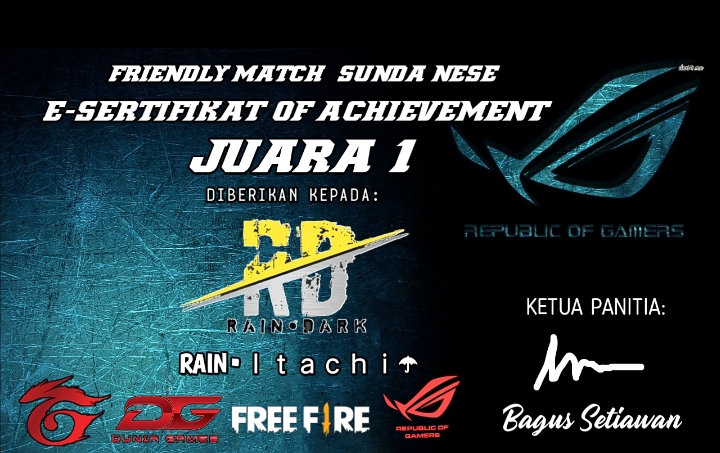 FRIENDLY MATCH SUNDA NESE
E-SERTIFIKAT OF ACHIEVEMENT
JUARA 1
DIBERIKAN KEPADA:
REPUBLIC OF GAMERS
RD
RAIN•DARK
RAIN•Itachi☂
KETUA PANITIA:
Bagus Setiawan
DG
DUNIA GAMES
FREE FIRE
REPUBLIC OF
GAMERS